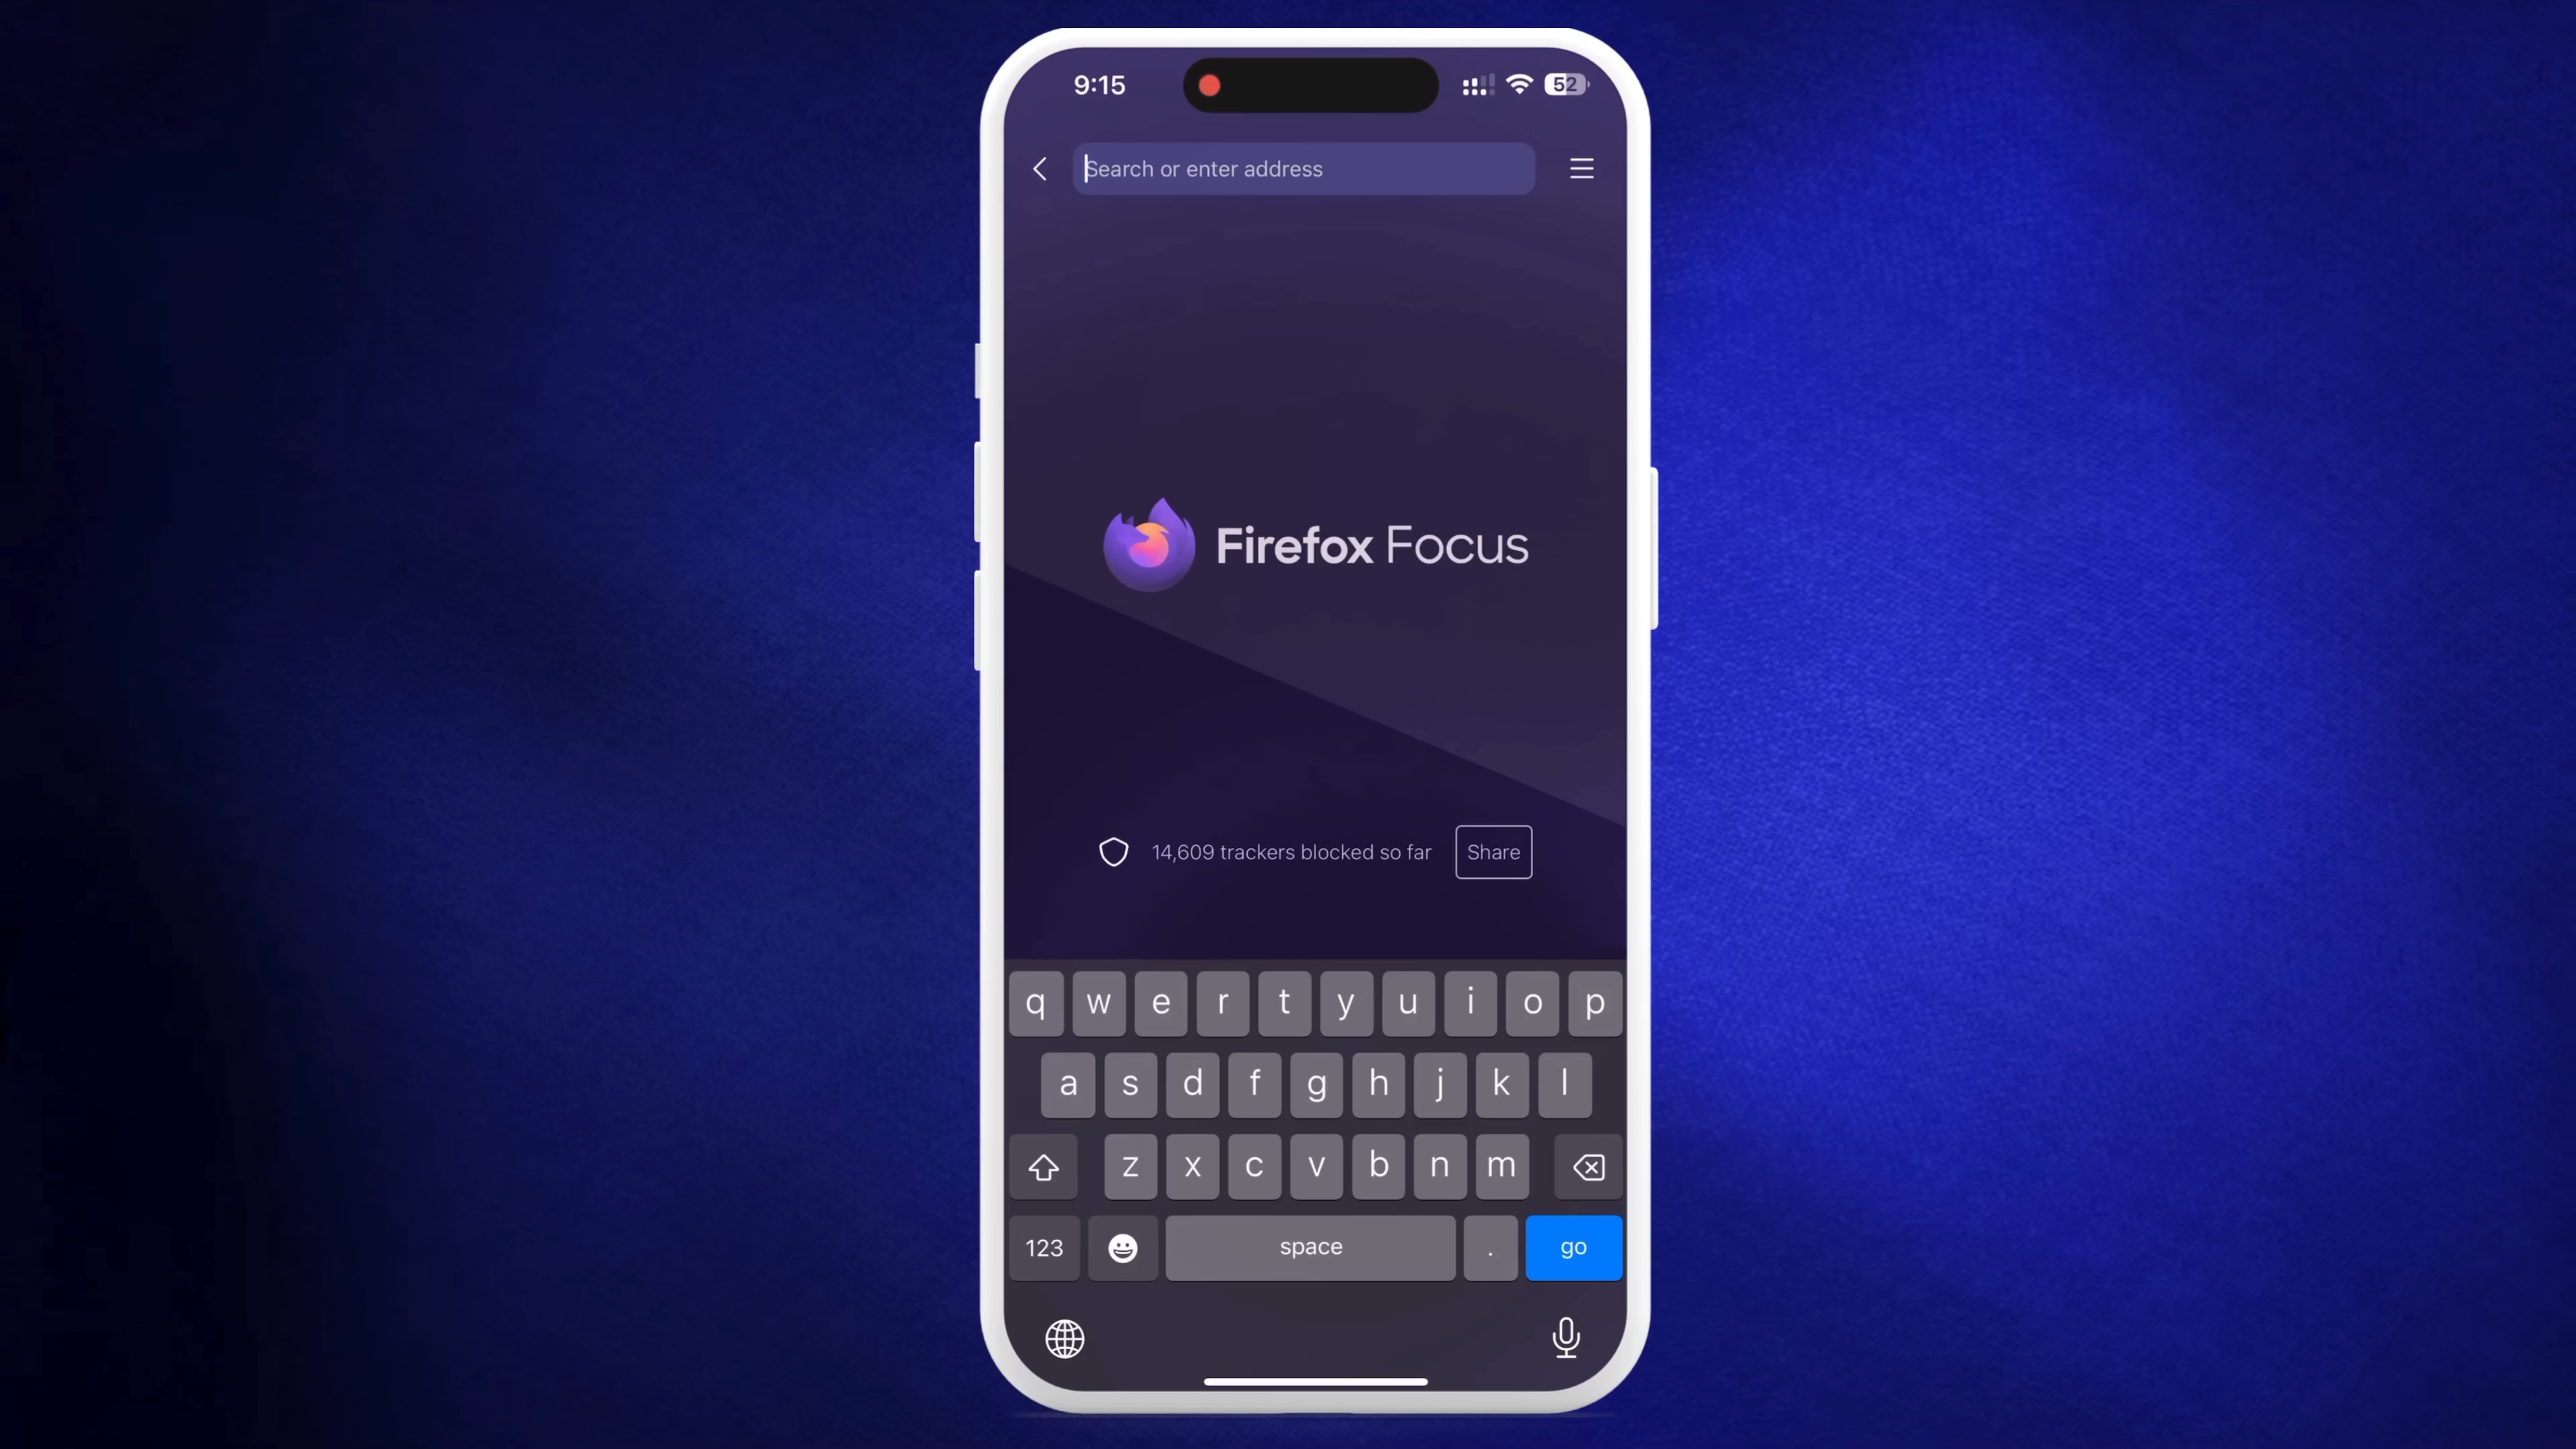 9:15
52
Search or enter address
Firefox Focus
14,609 trackers blocked so far
Share
q w e r t y u i o p
a s d f g h j k l
z x c v b n m
123 space . go